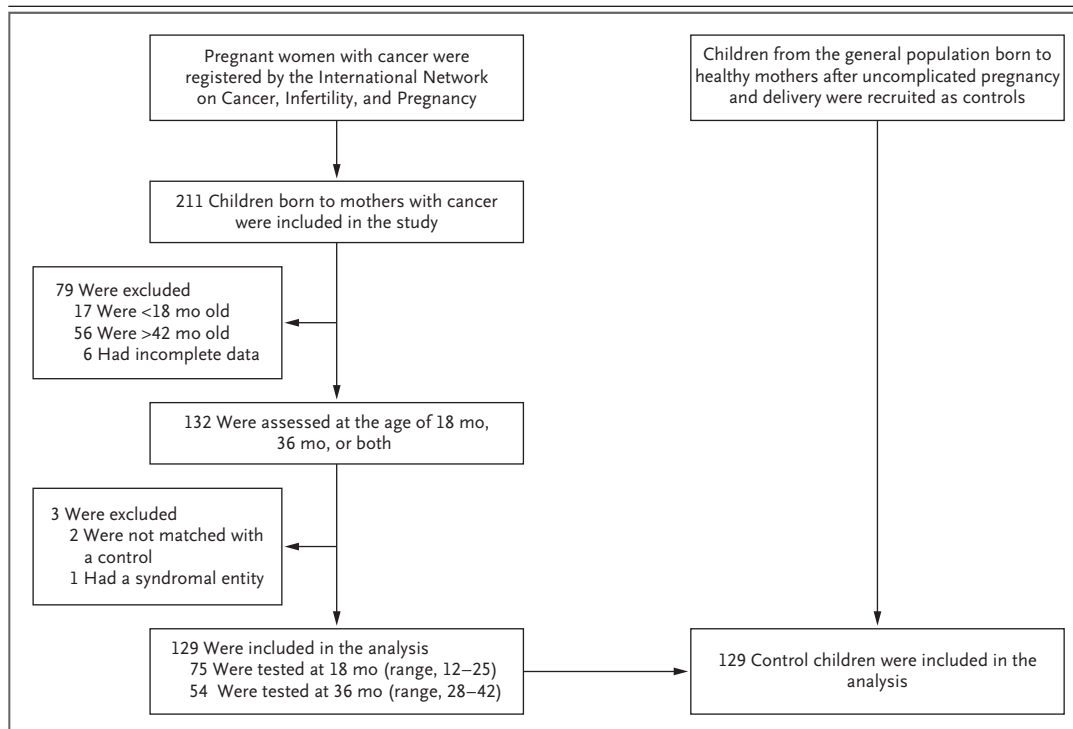 Pregnant women with cancer were
registered by the International Network
on Cancer, Infertility, and Pregnancy
Children from the general population born to
healthy mothers after uncomplicated pregnancy
and delivery were recruited as controls
211 Children born to mothers with cancer
were included in the study
79 Were excluded
17 Were <18 mo old
56 Were >42 mo old
6 Had incomplete data
132 Were assessed at the age of 18 mo,
36 mo, or both
3 Were excluded
2 Were not matched with
a control
1 Had a syndromal entity
129 Were included in the analysis
75 Were tested at 18 mo (range, 12–25)
54 Were tested at 36 mo (range, 28–42)
129 Control children were included in the
analysis